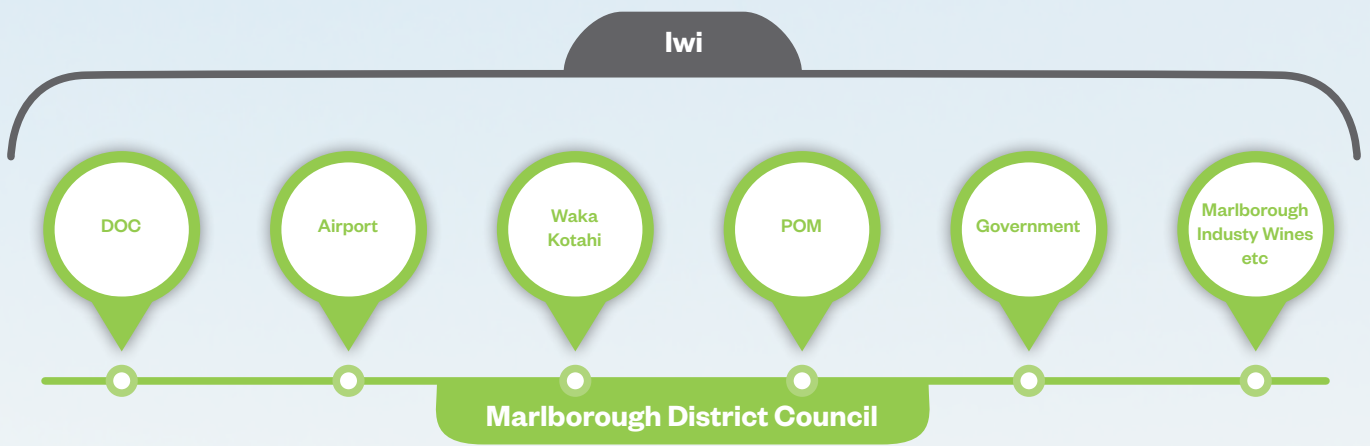 Iwi
DOC
Airport
Waka
Kotahi
POM
Government
Marlborough
Industy Wines
etc
Marlborough District Council